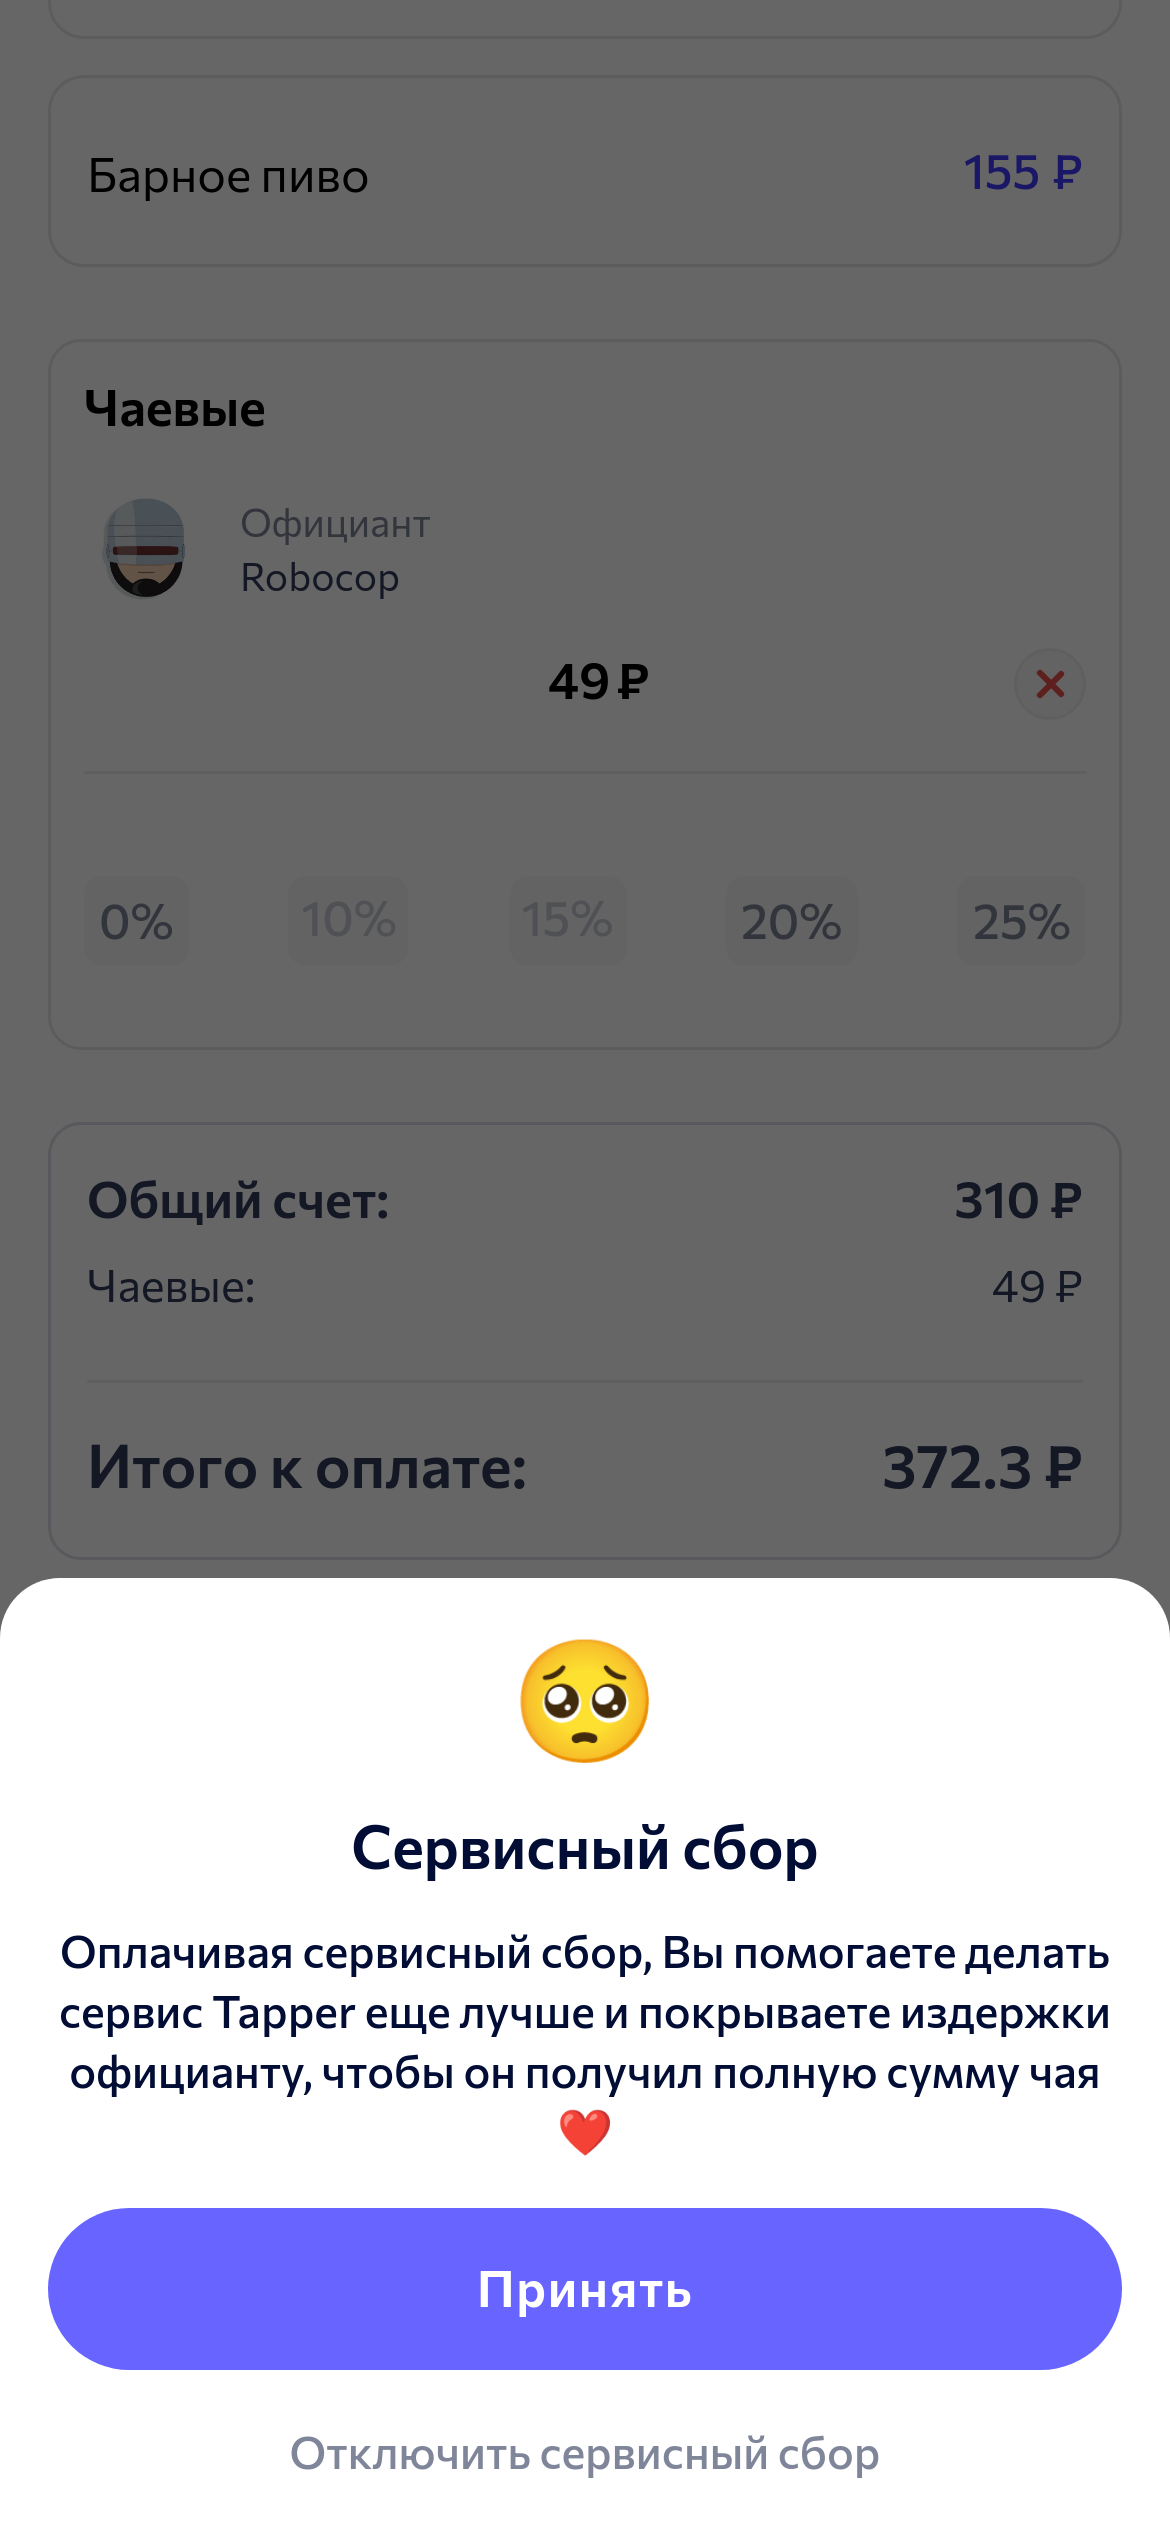 Барное пиво 155 ₽
Чаевые
Официант
Robocop
49 ₽
0% 10% 15% 20% 25%
Общий счет: 310 ₽
Чаевые: 49 ₽
Итого к оплате: 372.3 ₽
Сервисный сбор
Оплачивая сервисный сбор, Вы помогаете делать
сервис Tapper еще лучше и покрываете издержки
официанту, чтобы он получил полную сумму чая
❤️
Принять
Отключить сервисный сбор